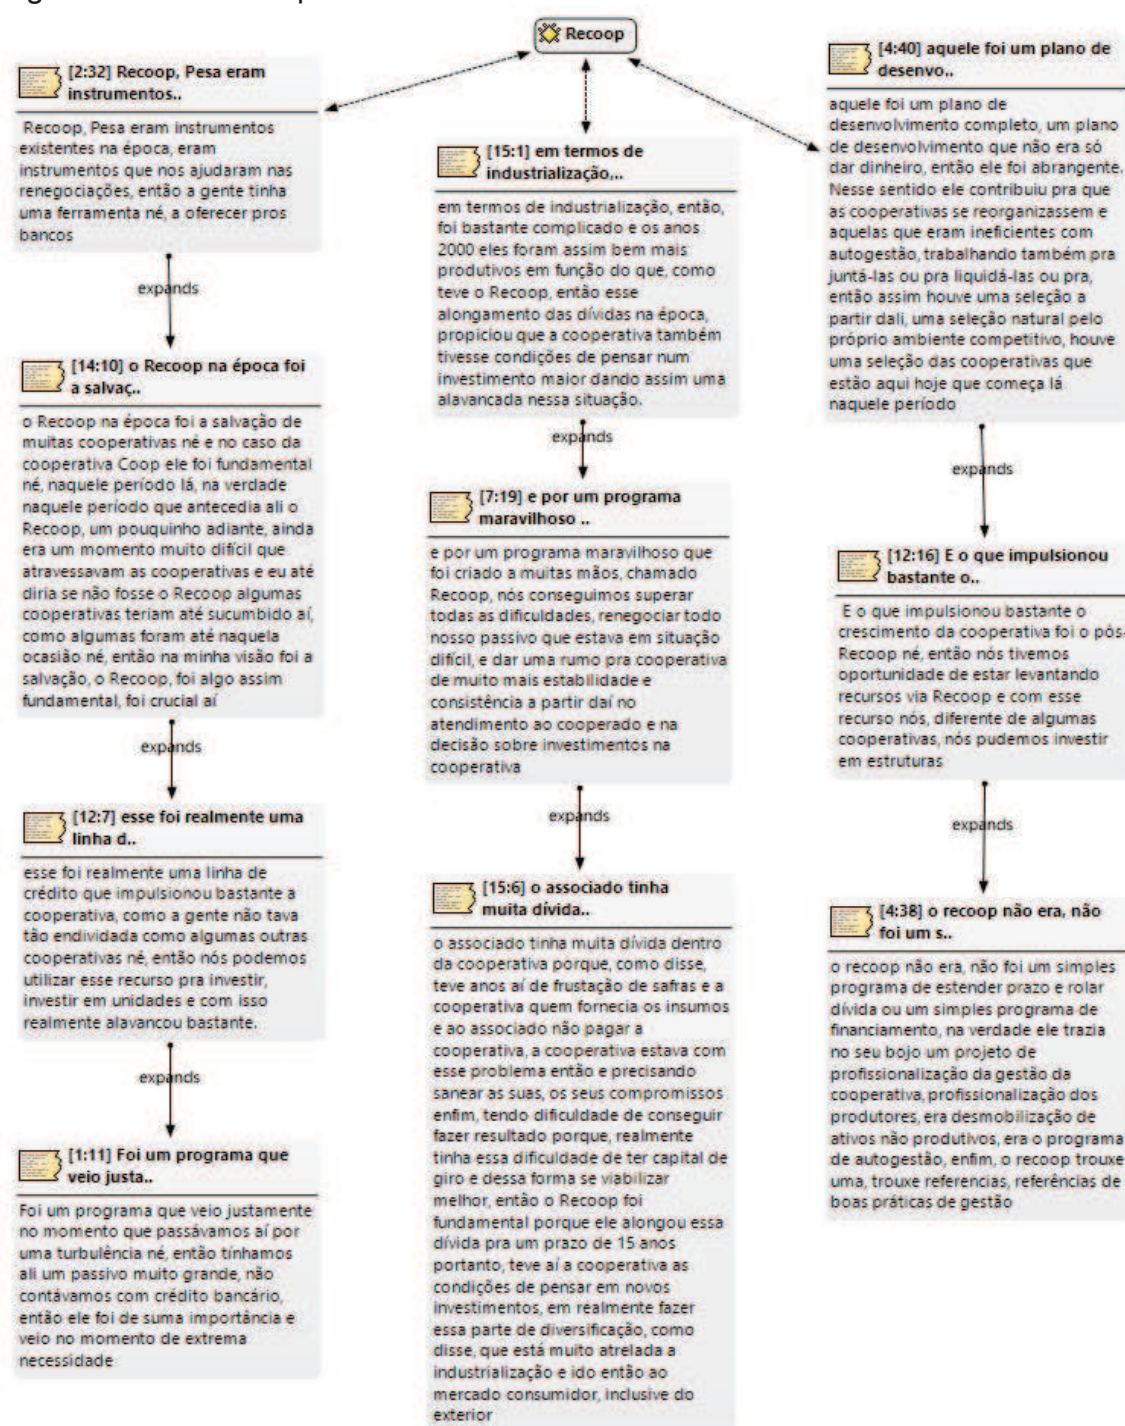 Recoop
[2:32] Recoop, Pesa eram
instrumentos..
Recoop, Pesa eram instrumentos
existentes na época, eram
instrumentos que nos ajudaram nas
renegociações, então a gente tinha
uma ferramenta né, a oferecer pros
bancos
expands
[14:10] o Recoop na época foi
a salvaç..
o Recoop na época foi a salvação de
muitas cooperativas né e no caso da
cooperativa Coop ele foi fundamental
né, naquele período lá, na verdade
naquele período que antecedia ali o
Recoop, um pouquinho adiante, ainda
era um momento muito difícil que
atravessavam as cooperativas e eu até
diria se não fosse o Recoop algumas
cooperativas teriam até sucumbido aí,
como algumas foram até naquela
ocasião né, então na minha visão foi a
salvação, o Recoop, foi algo assim
fundamental, foi crucial aí
expands
[12:7] esse foi realmente uma
linha d..
esse foi realmente uma linha de
crédito que impulsionou bastante a
cooperativa, como a gente não tava
tão endividada como algumas outras
cooperativas né, então nós podemos
utilizar esse recurso pra investir,
investir em unidades e com isso
realmente alavancou bastante.
expands
[1:11] Foi um programa que
veio justa..
Foi um programa que veio justamente
no momento que passávamos aí por
uma turbulência né, então tínhamos
ali um passivo muito grande, não
contávamos com crédito bancário,
então ele foi de suma importância e
veio no momento de extrema
necessidade
[15:1] em termos de
industrialização,..
em termos de industrialização, então,
foi bastante complicado e os anos
2000 eles foram assim bem mais
produtivos em função do que, como
teve o Recoop, então esse
alongamento das dívidas na época,
propiciou que a cooperativa também
tivesse condições de pensar num
investimento maior dando assim uma
alavancada nessa situação.
expands
[7:19] e por um programa
maravilhoso ..
e por um programa maravilhoso que
foi criado a muitas mãos, chamado
Recoop, nós conseguimos superar
todas as dificuldades, renegociar todo
nosso passivo que estava em situação
difícil, e dar uma rumo pra cooperativa
de muito mais estabilidade e
consistência a partir daí no
atendimento ao cooperado e na
decisão sobre investimentos na
cooperativa
expands
[15:6] o associado tinha
muita dívida..
o associado tinha muita dívida dentro
da cooperativa porque, como disse,
teve anos aí de frustação de safras e a
cooperativa quem fornecia os insumos
e ao associado não pagar a
cooperativa, a cooperativa estava com
esse problema então e precisando
sanear as suas, os seus compromissos
enfim, tendo dificuldade de conseguir
fazer resultado porque, realmente
tinha essa dificuldade de ter capital de
giro e dessa forma se viabilizar
melhor, então o Recoop foi
fundamental porque ele alongou essa
dívida pra um prazo de 15 anos
portanto, teve aí a cooperativa as
condições de pensar em novos
investimentos, em realmente fazer
essa parte de diversificação, como
disse, que está muito atrelada a
industrialização e ido então ao
mercado consumidor, inclusive do
exterior
[4:40] aquele foi um plano de
desenvo..
aquele foi um plano de
desenvolvimento completo, um plano
de desenvolvimento que não era só
dar dinheiro, então ele foi abrangente.
Nesse sentido ele contribuiu pra que
as cooperativas se reorganizassem e
aquelas que eram ineficientes com
autogestão, trabalhando também pra
juntá-las ou pra liquidá-las ou pra,
então assim houve uma seleção a
partir dali, uma seleção natural pelo
próprio ambiente competitivo, houve
uma seleção das cooperativas que
estão aqui hoje que começa lá
naquele período
expands
[12:16] E o que impulsionou
bastante o..
E o que impulsionou bastante o
crescimento da cooperativa foi o pós-
Recoop né, então nós tivemos
oportunidade de estar levantando
recursos via Recoop e com esse
recurso nós, diferente de algumas
cooperativas, nós pudemos investir
em estruturas
expands
[4:38] o recoop não era, não
foi um s..
o recoop não era, não foi um simples
programa de estender prazo e rolar
dívida ou um simples programa de
financiamento, na verdade ele trazia
no seu bojo um projeto de
profissionalização da gestão da
cooperativa, profissionalização dos
produtores, era desmobilização de
ativos não produtivos, era o programa
de autogestão, enfim, o recoop trouxe
uma, trouxe referencias, referências de
boas práticas de gestão